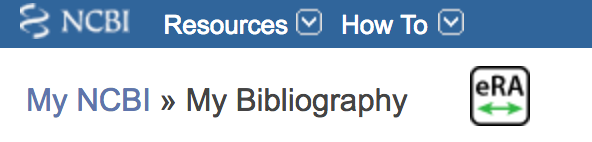 NCBI Resources How To
My NCBI » My Bibliography eRA